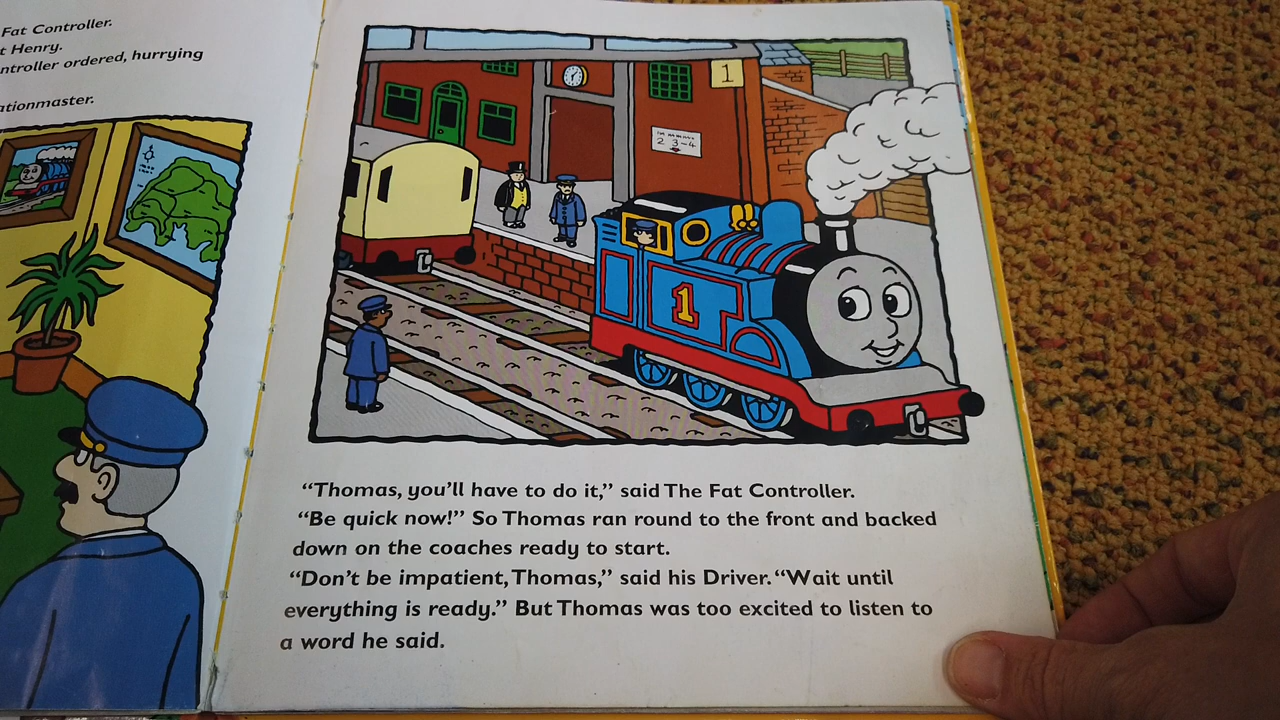 Fat Controller.
t Henry.
ntroller ordered, hurrying
ationmaster.
1
2 3-4
1
"Thomas, you'll have to do it," said The Fat Controller.
"Be quick now!" So Thomas ran round to the front and backed
down on the coaches ready to start.
"Don't be impatient, Thomas," said his Driver. "Wait until
everything is ready." But Thomas was too excited to listen to
a word he said.